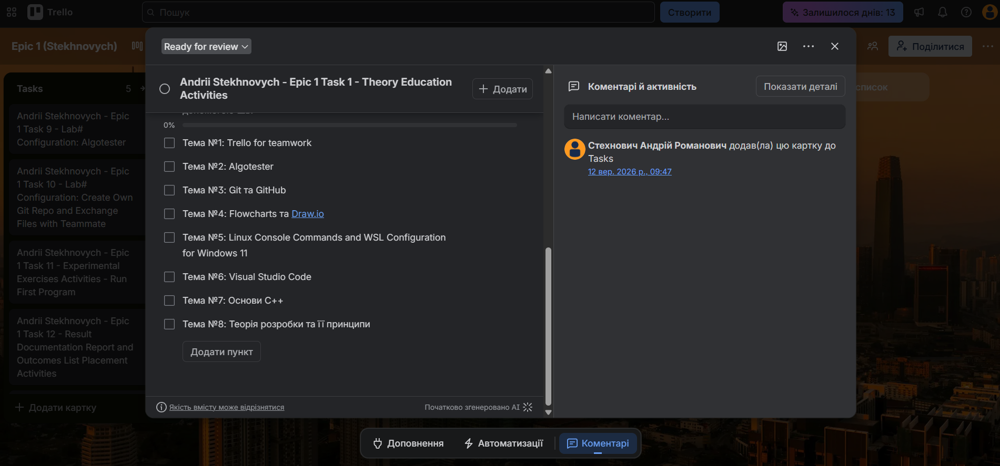 Trello
Пошук
Створити
Залишилося днів: 13
Epic 1 (Stekhnovych)
Поділитися
Tasks
5
Andrii Stekhnovych - Epic
1 Task 9 - Lab#
Configuration: Algotester
Andrii Stekhnovych - Epic
1 Task 10 - Lab#
Configuration: Create Own
Git Repo and Exchange
Files with Teammate
Andrii Stekhnovych - Epic
1 Task 11 - Experimental
Exercises Activities - Run
First Program
Andrii Stekhnovych - Epic
1 Task 12 - Result
Documentation Report and
Outcomes List Placement
Activities
Додати картку
список
Ready for review
Andrii Stekhnovych - Epic 1 Task 1 - Theory Education
Activities
Додати
0%
Тема №1: Trello for teamwork
Тема №2: Algotester
Тема №3: Git та GitHub
Тема №4: Flowcharts та Draw.io
Тема №5: Linux Console Commands and WSL Configuration
for Windows 11
Тема №6: Visual Studio Code
Тема №7: Основи C++
Тема №8: Теорія розробки та її принципи
Додати пункт
Якість вмісту може відрізнятися
Початково згенеровано AI
Коментарі й активність
Показати деталі
Написати коментар...
Стехнович Андрій Романович додав(ла) цю картку до
Tasks
12 вер. 2026 р., 09:47
Доповнення
Автоматизації
Коментарі